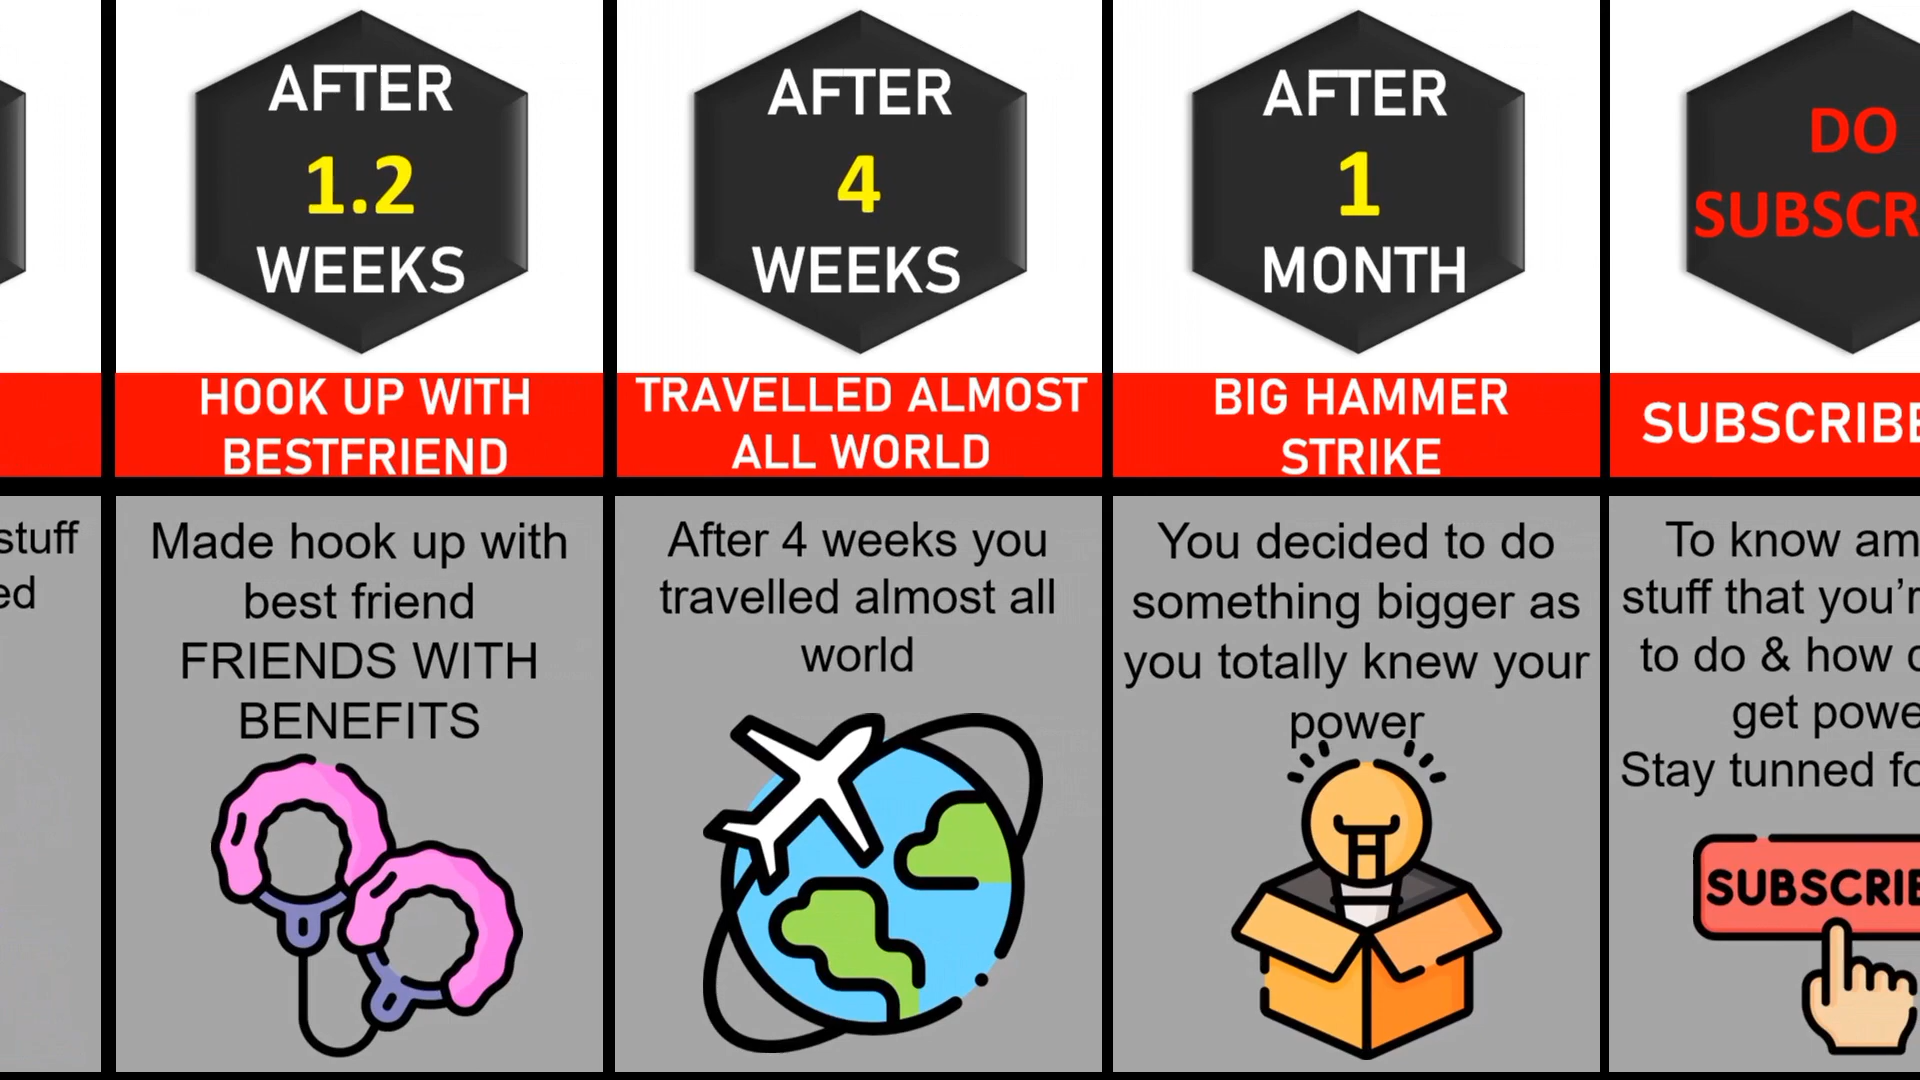 stuff
ed
AFTER
1.2
WEEKS
HOOK UP WITH
BESTFRIEND
Made hook up with
best friend
FRIENDS WITH
BENEFITS
AFTER
4
WEEKS
TRAVELLED ALMOST
ALL WORLD
After 4 weeks you
travelled almost all
world
AFTER
1
MONTH
BIG HAMMER
STRIKE
You decided to do
something bigger as
you totally knew your
power
DO
SUBSCR
SUBSCRIBE
To know am
stuff that you'r
to do & how
get powe
Stay tunned fo
SUBSCRIBE